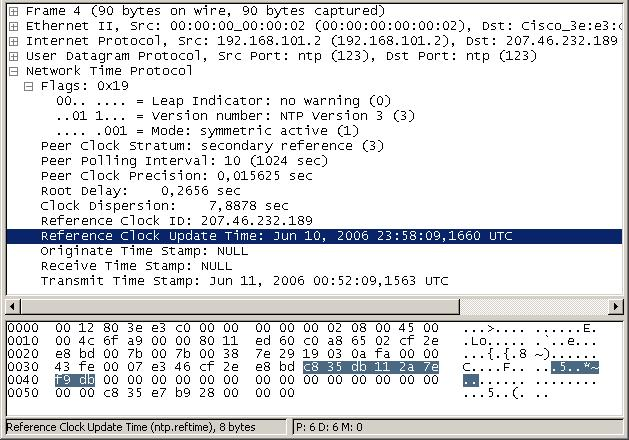 Frame 4 (90 bytes on wire, 90 bytes captured)
Ethernet II, Src: 00:00:00_00:00:02 (00:00:00:00:00:02), Dst: Cisco_3e:e3:c
Internet Protocol, Src: 192.168.101.2 (192.168.101.2), Dst: 207.46.232.189
User Datagram Protocol, Src Port: ntp (123), Dst Port: ntp (123)
Network Time Protocol
Flags: 0x19
00.. .... = Leap Indicator: no warning (0)
..01 1... = Version number: NTP Version 3 (3)
.... .001 = Mode: symmetric active (1)
Peer Clock Stratum: secondary reference (3)
Peer Polling Interval: 10 (1024 sec)
Peer Clock Precision: 0,015625 sec
Root Delay: 0,2656 sec
Clock Dispersion: 7,8878 sec
Reference Clock ID: 207.46.232.189
Reference Clock Update Time: Jun 10, 2006 23:58:09,1660 UTC
Originate Time Stamp: NULL
Receive Time Stamp: NULL
Transmit Time Stamp: Jun 11, 2006 00:52:09,1563 UTC
0000 00 12 80 3e e3 c0 00 00 00 00 00 02 08 00 45 00 ...>.... ......E.
0010 00 4c 6f a9 00 00 80 11 ed 60 c0 a8 65 02 cf 2e .Lo..... .`..e...
0020 e8 bd 00 7b 00 7b 00 38 7e 29 19 03 0a fa 00 00 ...{.{.8 ~)......
0030 43 fe 00 07 e3 46 cf 2e e8 bd c8 35 db 11 2a 7e C....F.. ...5..*~
0040 f9 db 00 00 00 00 00 00 00 00 00 00 00 00 00 00 ........ ........
0050 00 00 c8 35 e7 b9 28 00 00 00 ...5..(. ..
Reference Clock Update Time (ntp.reftime), 8 bytes P: 6 D: 6 M: 0